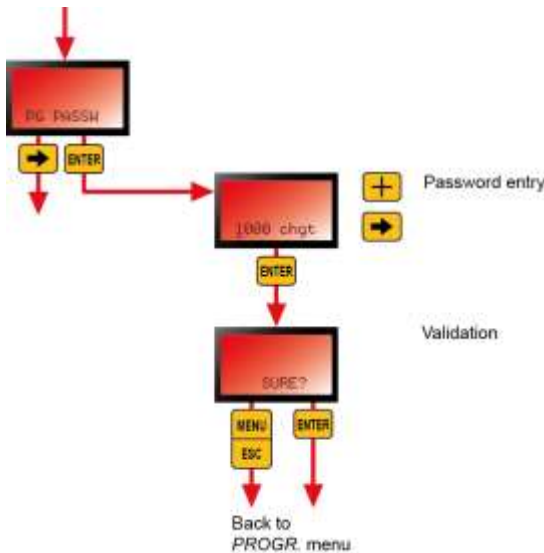 PG PASSW
ENTER
1000 chgt
Password entry
ENTER
Validation
SURE?
MENU
ESC
ENTER
Back to
PROGR. menu